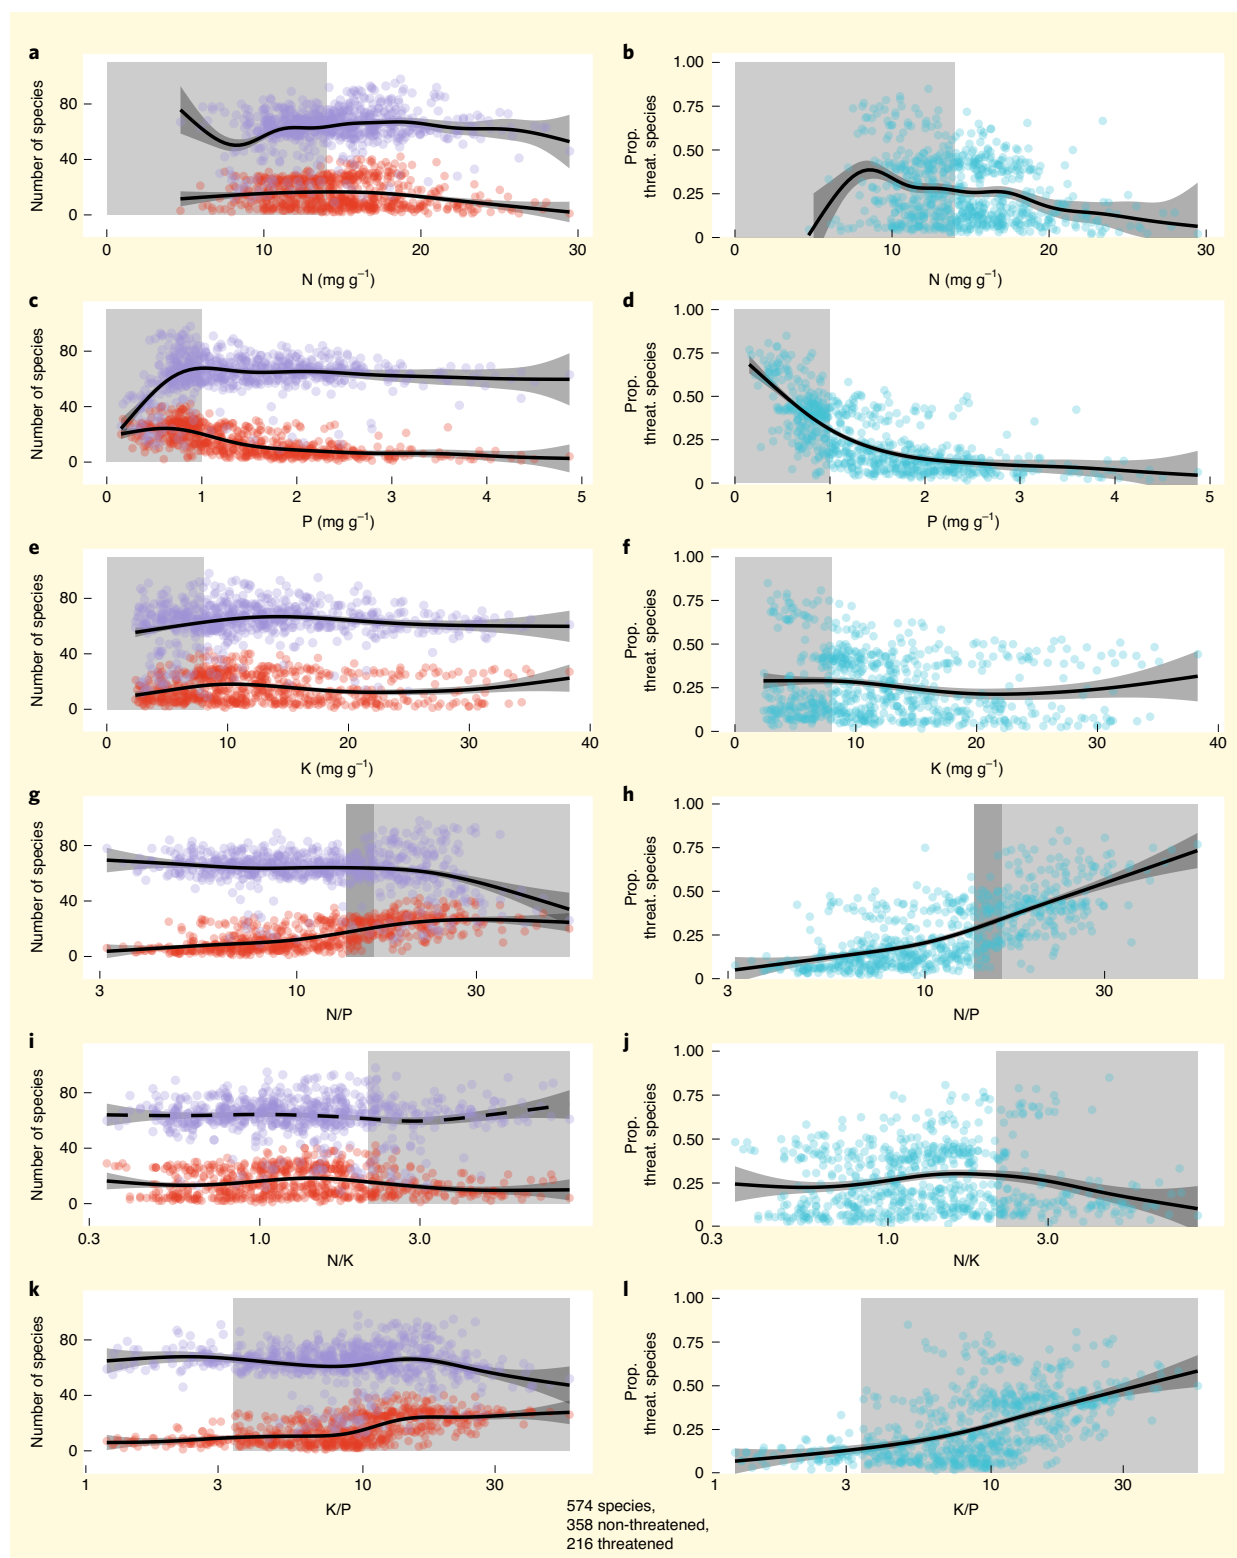 a
Number of species
80
40
0
0 10 20 30
N (mg g⁻¹)
b
Prop.
threat. species
1.00
0.75
0.50
0.25
0
0 10 20 30
N (mg g⁻¹)
c
Number of species
80
40
0
0 1 2 3 4 5
P (mg g⁻¹)
d
Prop.
threat. species
1.00
0.75
0.50
0.25
0
0 1 2 3 4 5
P (mg g⁻¹)
e
Number of species
80
40
0
0 10 20 30 40
K (mg g⁻¹)
f
Prop.
threat. species
1.00
0.75
0.50
0.25
0
0 10 20 30 40
K (mg g⁻¹)
g
Number of species
80
40
0
3 10 30
N/P
h
Prop.
threat. species
1.00
0.75
0.50
0.25
0
3 10 30
N/P
i
Number of species
80
40
0
0.3 1.0 3.0
N/K
j
Prop.
threat. species
1.00
0.75
0.50
0.25
0
0.3 1.0 3.0
N/K
k
Number of species
80
40
0
1 3 10 30
K/P
l
Prop.
threat. species
1.00
0.75
0.50
0.25
0
1 3 10 30
K/P
574 species,
358 non-threatened,
216 threatened